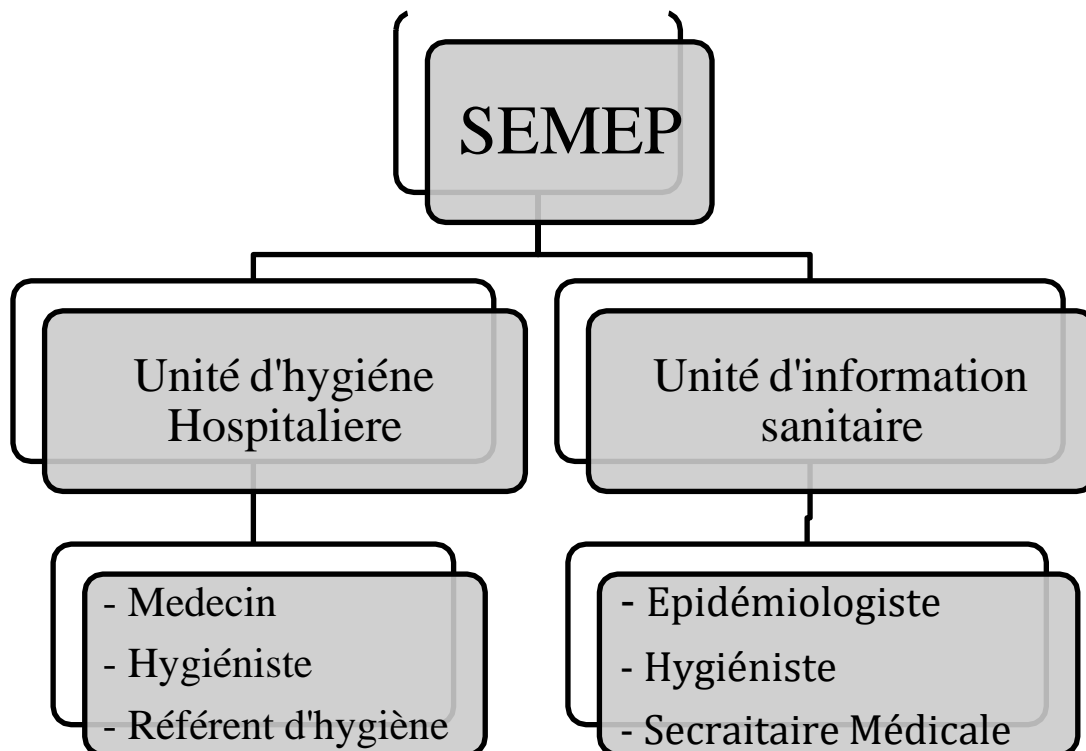 SEMEP
Unité d'hygiéne
Hospitaliere
Unité d'information
sanitaire
- Medecin
- Hygiéniste
- Référent d'hygiène
- Epidémiologiste
- Hygiéniste
- Secraitaire Médicale